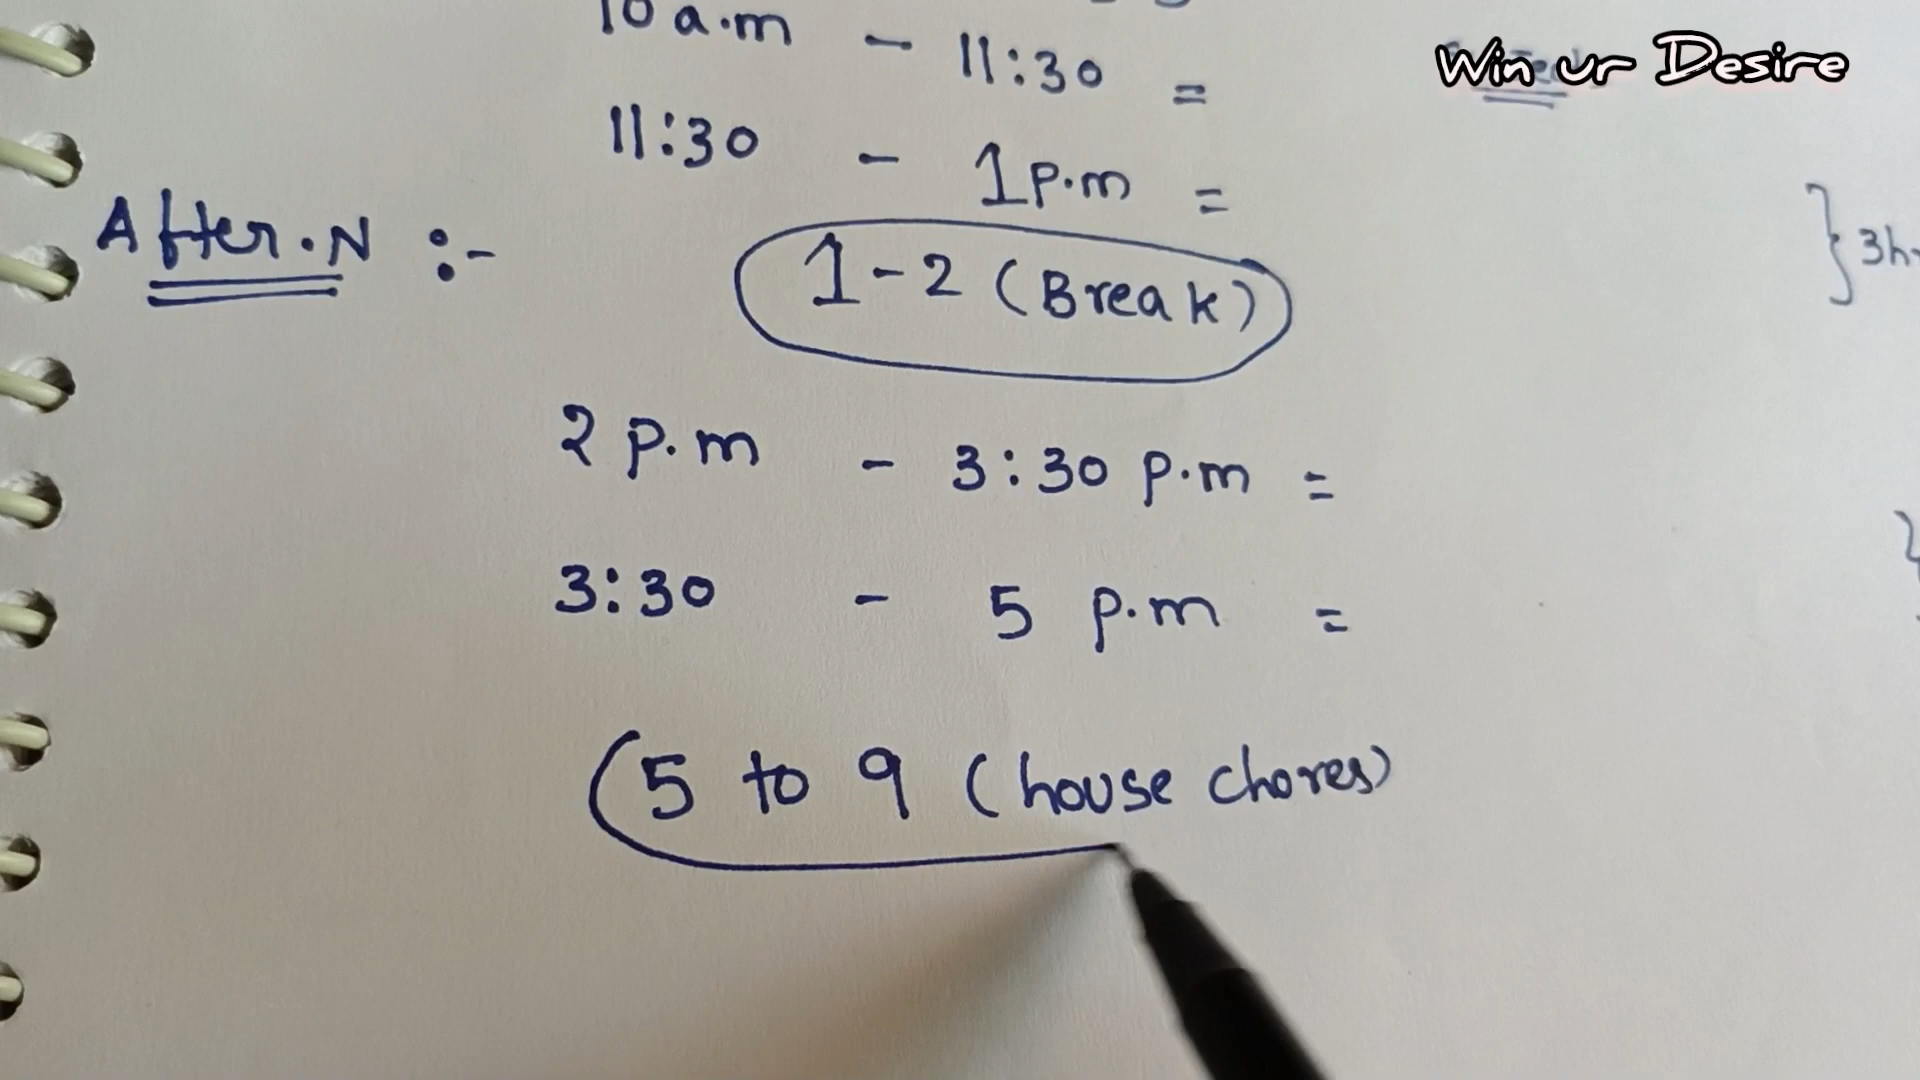 10 a.m - 11:30 =
Win ur Desire
11:30 - 1 p.m =
} 3h
After.N :- 1-2 (Break)
2 p.m - 3:30 p.m =
3:30 - 5 p.m =
(5 to 9 (house chores)